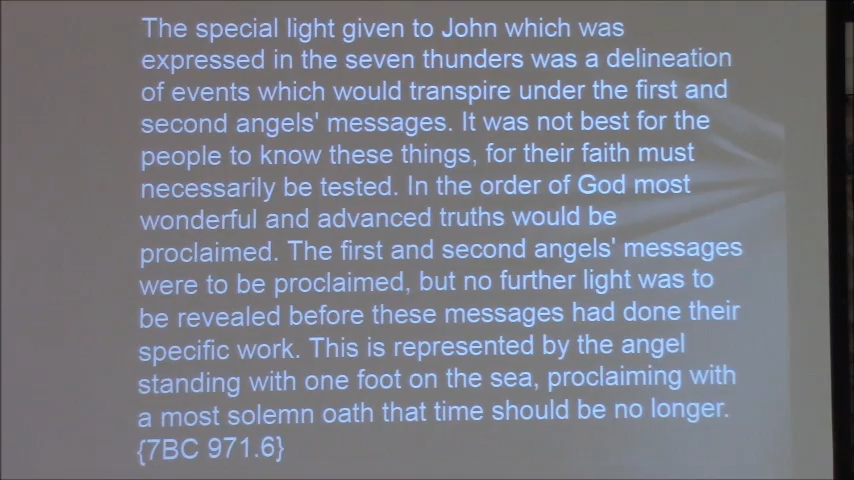 The special light given to John which was
expressed in the seven thunders was a delineation
of events which would transpire under the first and
second angels' messages. It was not best for the
people to know these things, for their faith must
necessarily be tested. In the order of God most
wonderful and advanced truths would be
proclaimed. The first and second angels' messages
were to be proclaimed, but no further light was to
be revealed before these messages had done their
specific work. This is represented by the angel
standing with one foot on the sea, proclaiming with
a most solemn oath that time should be no longer.
{7BC 971.6}